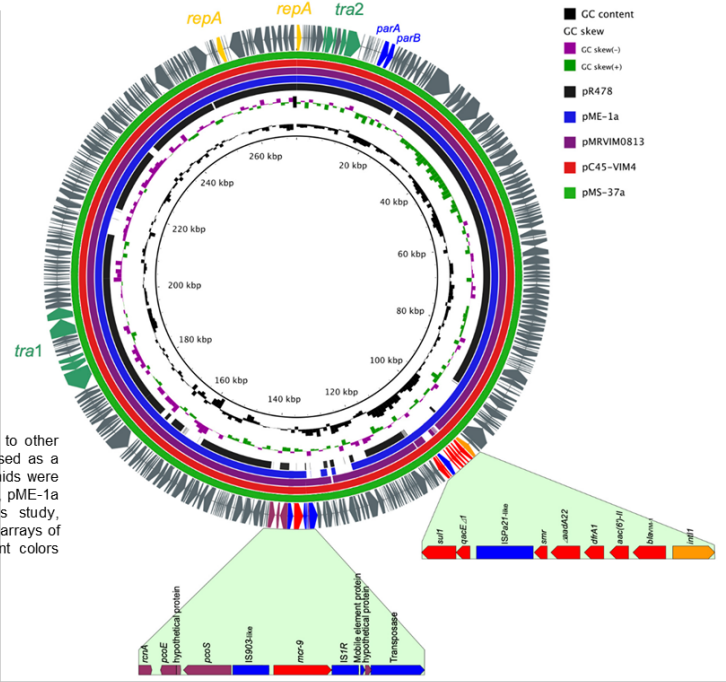 repA
repA
tra2
parA
parB
tra1
GC content
GC skew
GC skew(-)
GC skew(+)
pR478
pME-1a
pMRVIM0813
pC45-VIM4
pMS-37a
260 kbp
20 kbp
240 kbp
40 kbp
220 kbp
60 kbp
200 kbp
80 kbp
180 kbp
100 kbp
160 kbp
120 kbp
140 kbp
to other
sed as a
nids were
, pME-1a
s study,
arrays of
nt colors
sul1
qacE△1
ISPa21-like
smr
△aadA22
dfrA1
aac(6')-II
intI1
rcnA
pcoE
hypothetical protein
pcoS
IS903-like
mcr-9
IS1R
Mobile element protein
hypothetical protein
Transposase